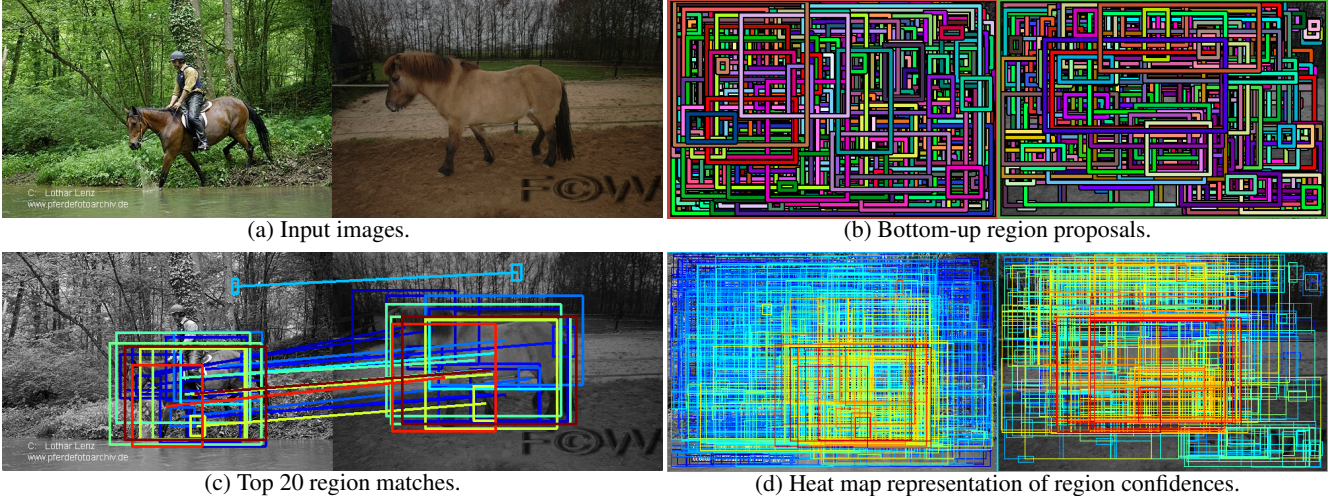 C: Lothar Lenz
www.pferdefotoarchiv.de
F©W
(a) Input images.
(b) Bottom-up region proposals.
C: Lothar Lenz
www.pferdefotoarchiv.de
F©W
(c) Top 20 region matches.
(d) Heat map representation of region confidences.